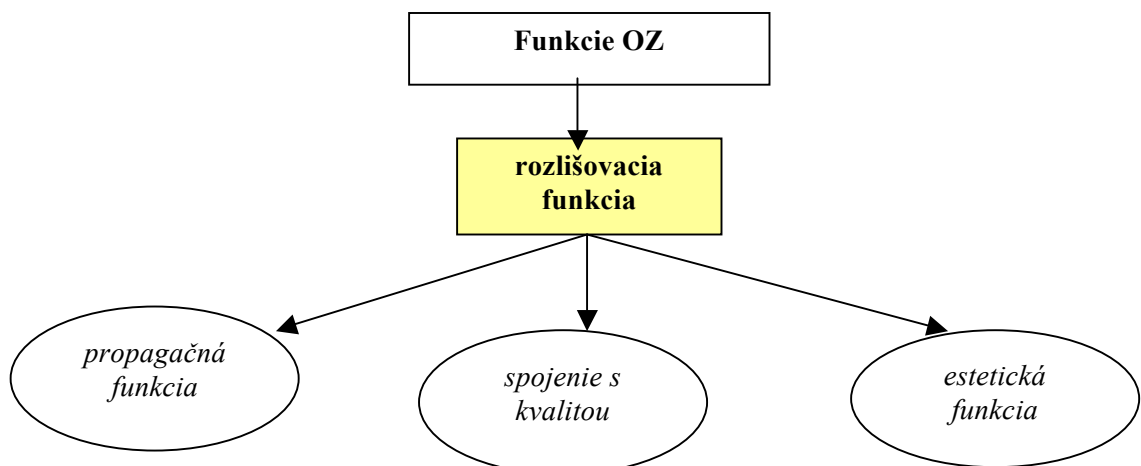 Funkcie OZ
rozlišovacia
funkcia
propagačná
funkcia
spojenie s
kvalitou
estetická
funkcia